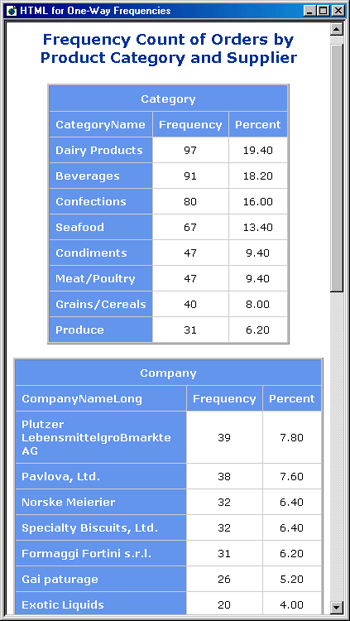 HTML for One-Way Frequencies
Frequency Count of Orders by
Product Category and Supplier
Category
CategoryName Frequency Percent
Dairy Products 97 19.40
Beverages 91 18.20
Confections 80 16.00
Seafood 67 13.40
Condiments 47 9.40
Meat/Poultry 47 9.40
Grains/Cereals 40 8.00
Produce 31 6.20
Company
CompanyNameLong Frequency Percent
Plutzer
LebensmittelgroBmarkte
AG
39 7.80
Pavlova, Ltd. 38 7.60
Norske Meierier 32 6.40
Specialty Biscuits, Ltd. 32 6.40
Formaggi Fortini s.r.l. 31 6.20
Gai paturage 26 5.20
Exotic Liquids 20 4.00